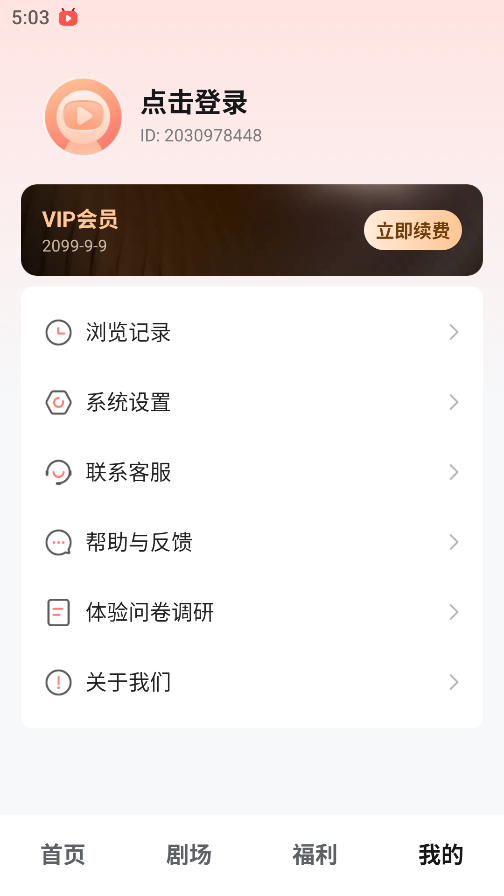 5:03
点击登录
ID: 2030978448
VIP会员
2099-9-9
立即续费
浏览记录
系统设置
联系客服
帮助与反馈
体验问卷调研
关于我们
首页 剧场 福利 我的